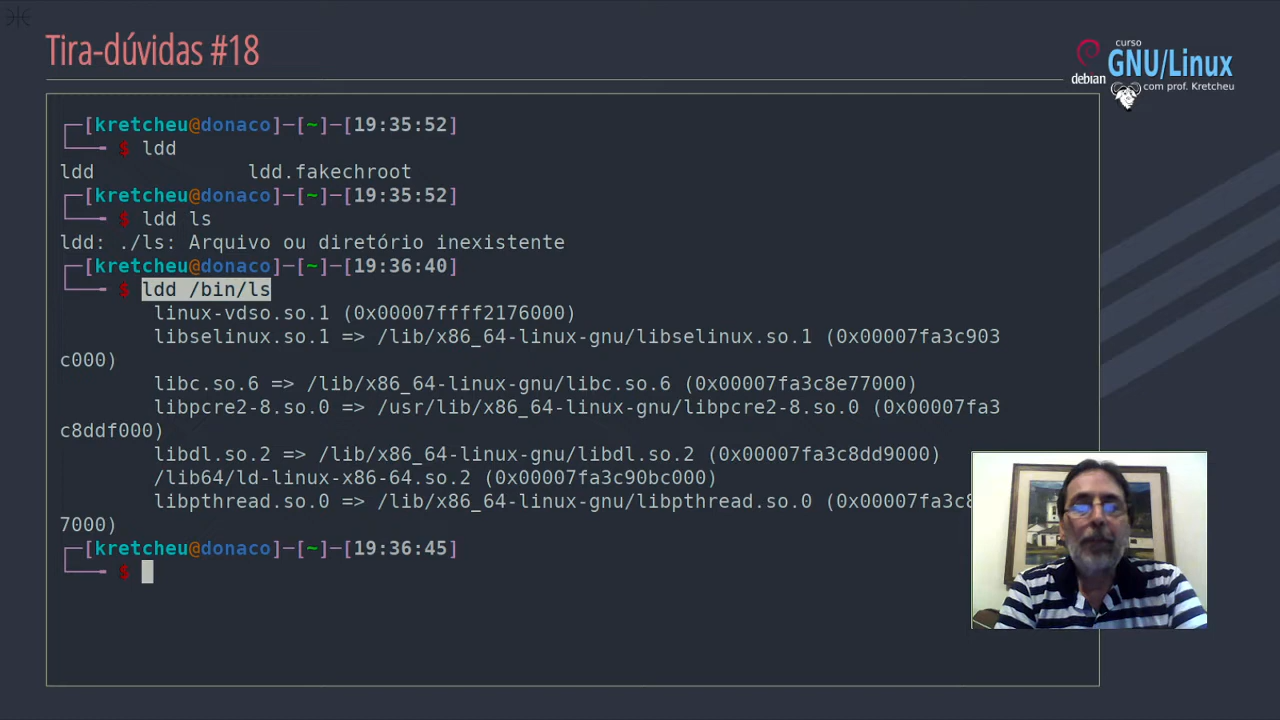 Tira-dúvidas #18
curso
GNU/Linux
debian
com prof. Kretcheu
┌─[kretcheu@donaco]─[~]─[19:35:52]
└──╼ $ ldd
ldd ldd.fakechroot
┌─[kretcheu@donaco]─[~]─[19:35:52]
└──╼ $ ldd ls
ldd: ./ls: Arquivo ou diretório inexistente
┌─[kretcheu@donaco]─[~]─[19:36:40]
└──╼ $ ldd /bin/ls
linux-vdso.so.1 (0x00007ffff2176000)
libselinux.so.1 => /lib/x86_64-linux-gnu/libselinux.so.1 (0x00007fa3c903
c000)
libc.so.6 => /lib/x86_64-linux-gnu/libc.so.6 (0x00007fa3c8e77000)
libpcre2-8.so.0 => /usr/lib/x86_64-linux-gnu/libpcre2-8.so.0 (0x00007fa3
c8ddf000)
libdl.so.2 => /lib/x86_64-linux-gnu/libdl.so.2 (0x00007fa3c8dd9000)
/lib64/ld-linux-x86-64.so.2 (0x00007fa3c90bc000)
libpthread.so.0 => /lib/x86_64-linux-gnu/libpthread.so.0 (0x00007fa3c
7000)
┌─[kretcheu@donaco]─[~]─[19:36:45]
└──╼ $